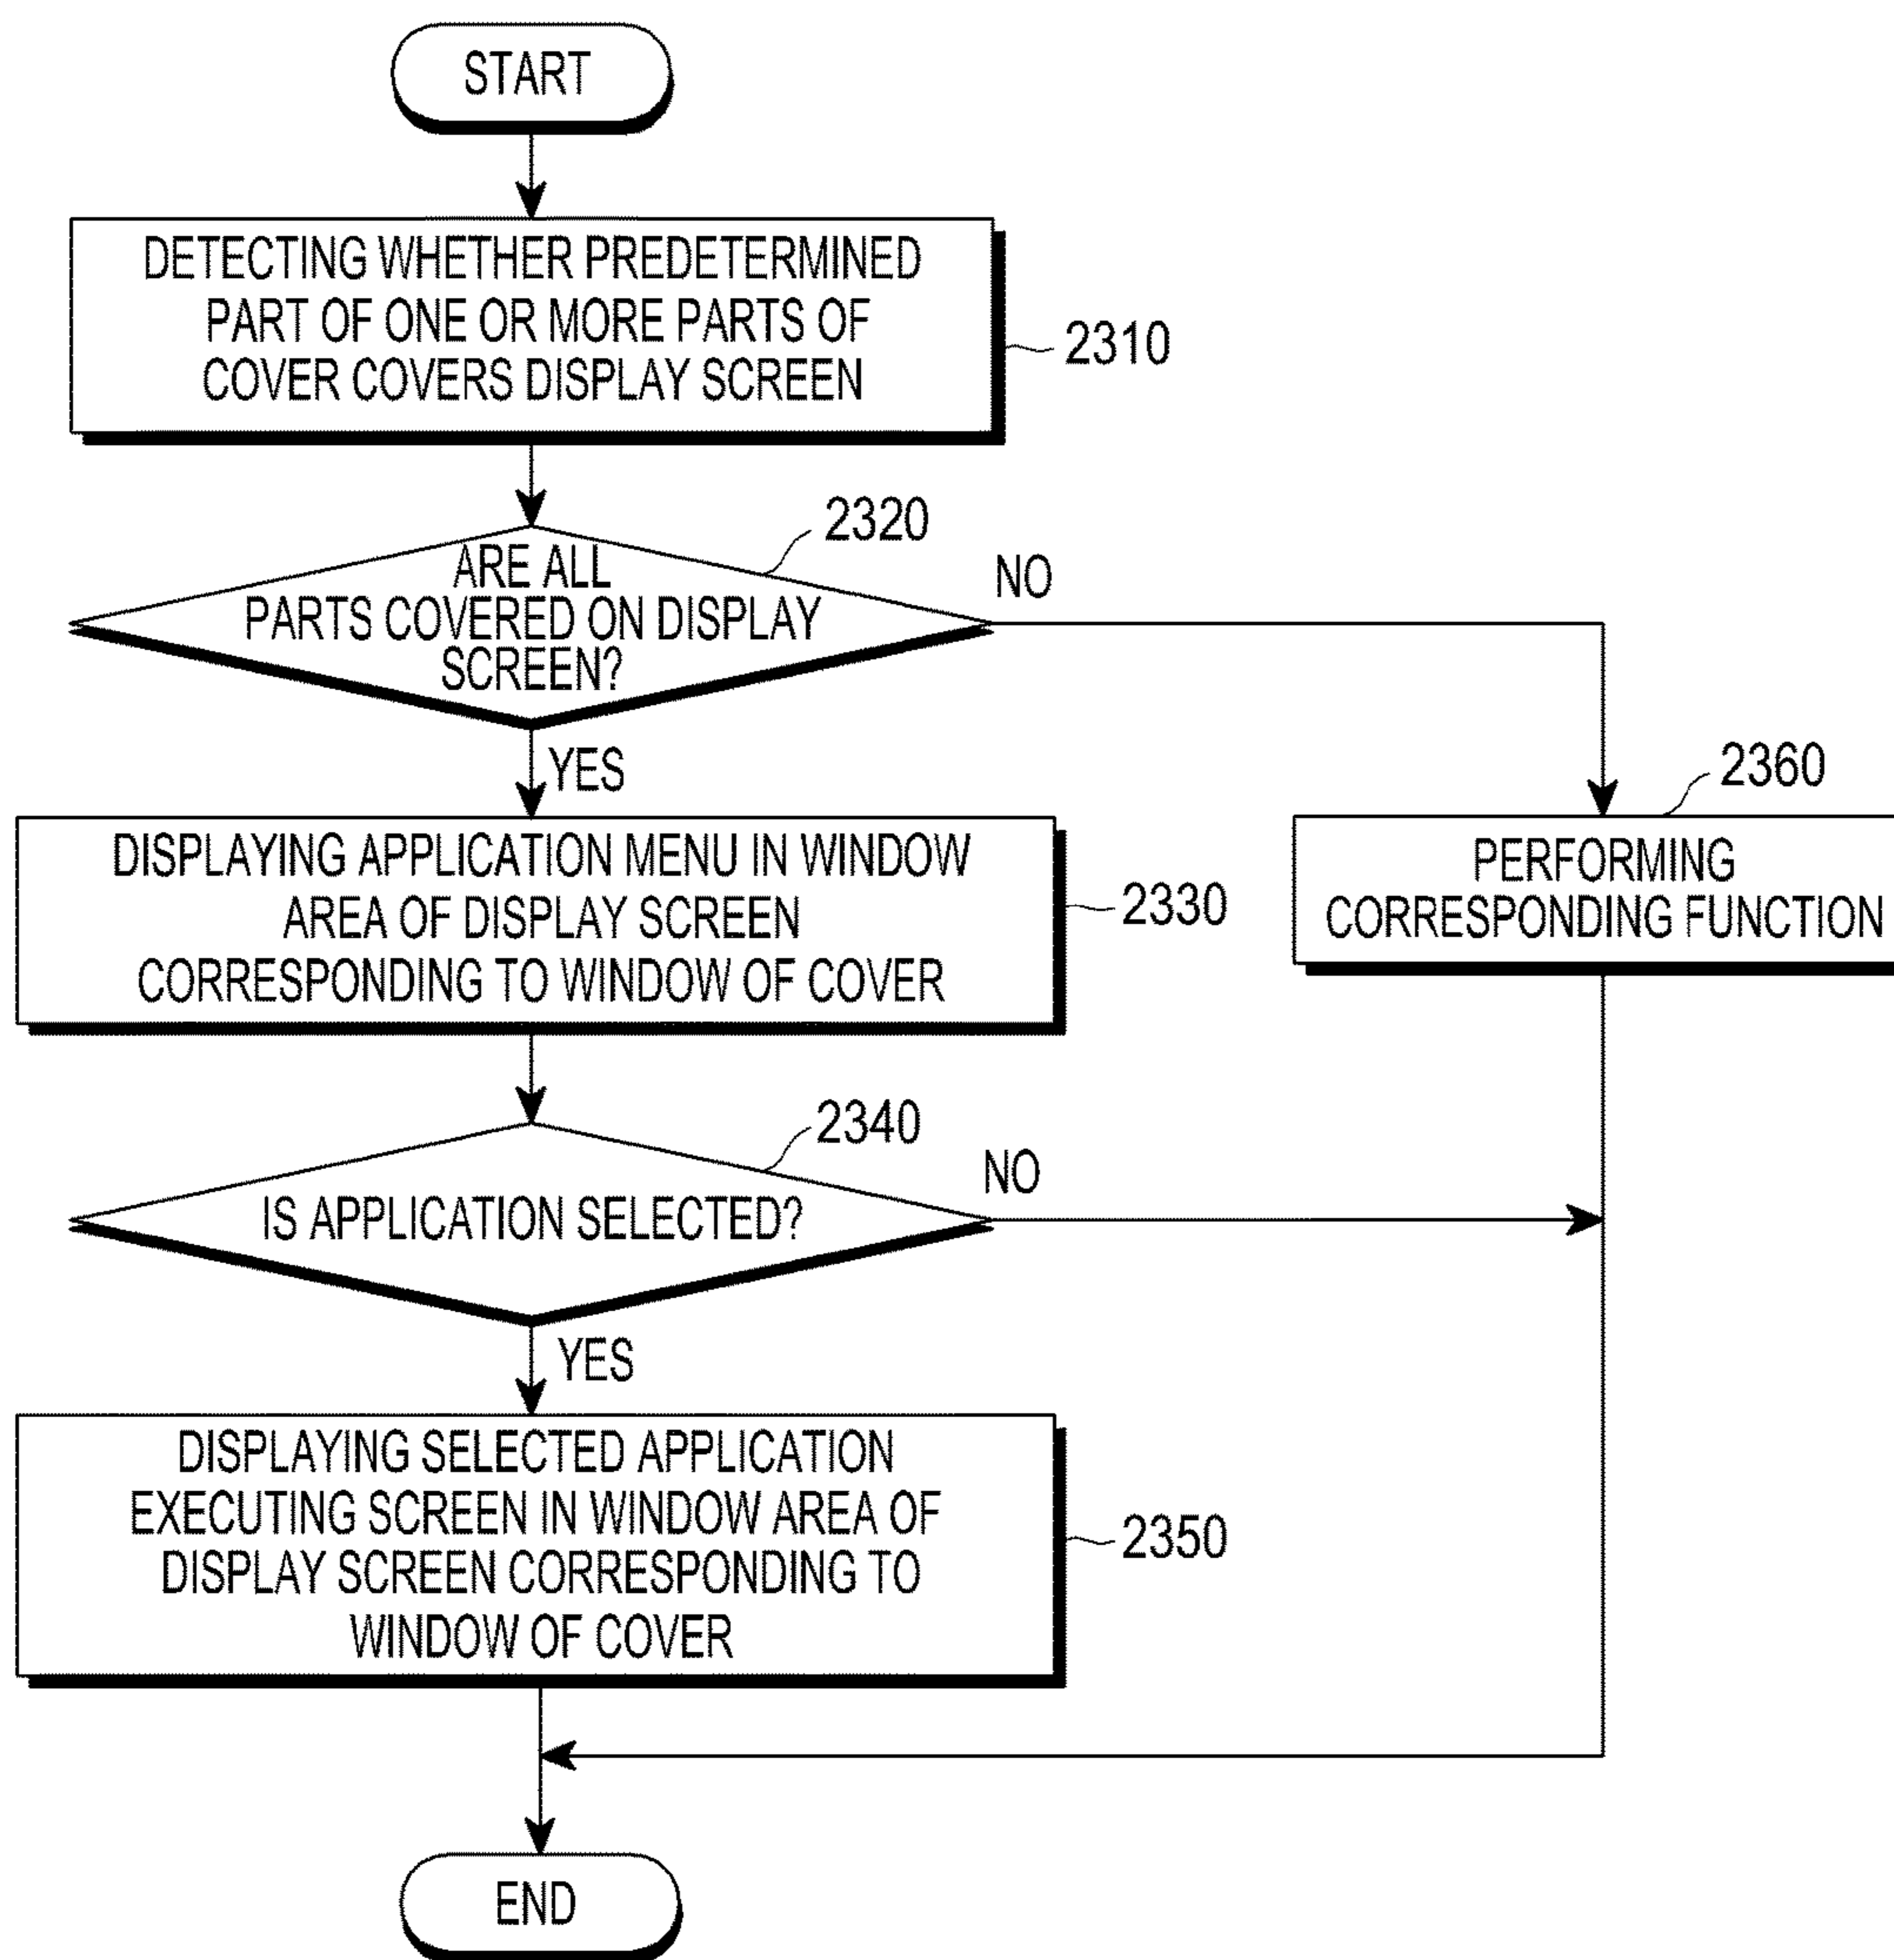 START
DETECTING WHETHER PREDETERMINED
PART OF ONE OR MORE PARTS OF
COVER COVERS DISPLAY SCREEN
2310
2320
ARE ALL
PARTS COVERED ON DISPLAY
SCREEN?
NO
YES
2360
PERFORMING
CORRESPONDING FUNCTION
DISPLAYING APPLICATION MENU IN WINDOW
AREA OF DISPLAY SCREEN
CORRESPONDING TO WINDOW OF COVER
2330
2340
IS APPLICATION SELECTED?
NO
YES
DISPLAYING SELECTED APPLICATION
EXECUTING SCREEN IN WINDOW AREA OF
DISPLAY SCREEN CORRESPONDING TO
WINDOW OF COVER
2350
END